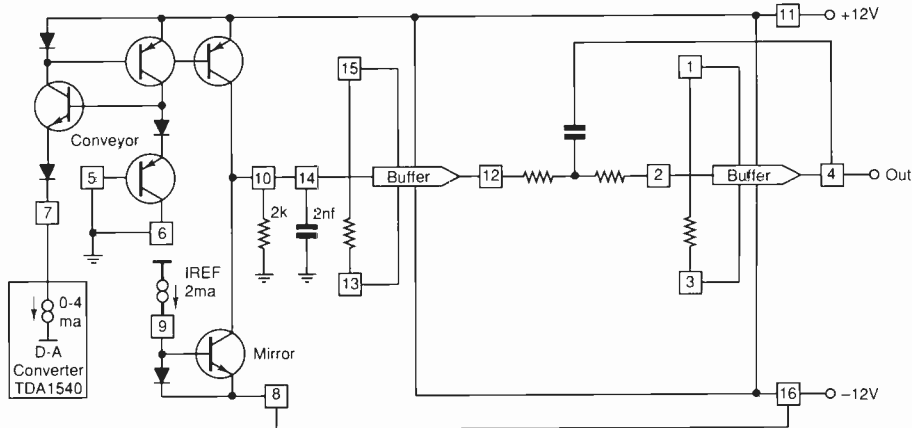 11
+12V
15
1
Conveyor
5
10
14
Buffer
12
2
Buffer
4
Out
7
6
2k
2nf
13
3
IREF
2ma
0-4
ma
9
D-A
Converter
TDA1540
Mirror
8
16
−12V